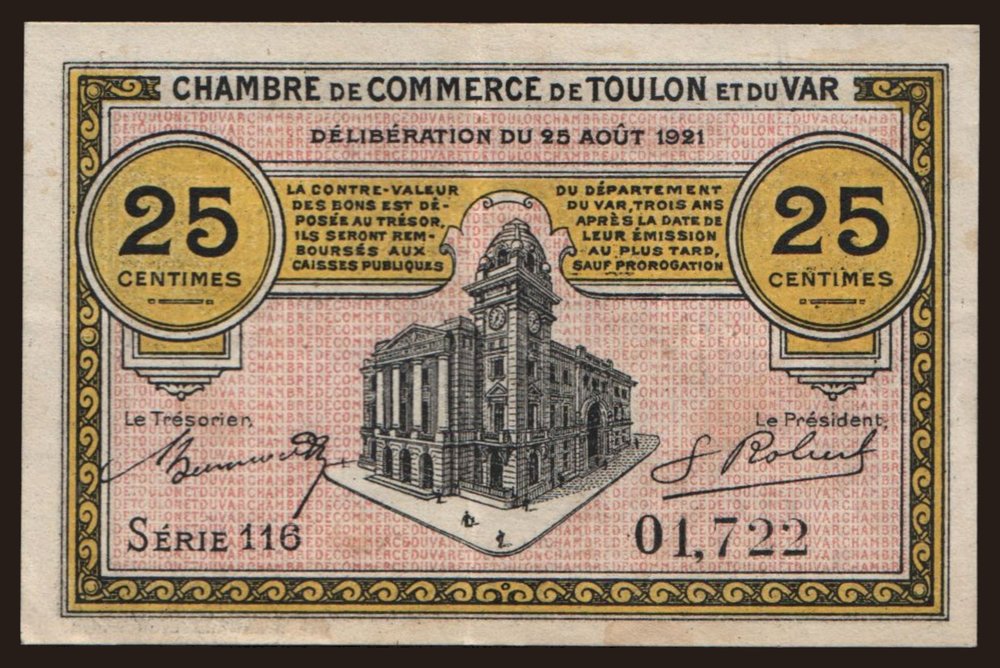 CHAMBRE DE COMMERCE DE TOULON ET DU VAR
DÉLIBÉRATION DU 25 AOÛT 1921
25
CENTIMES
LA CONTRE-VALEUR
DES BONS EST DÉ-
POSÉE AU TRÉSOR,
ILS SERONT REM-
BOURSÉS AUX
CAISSES PUBLIQUES
DU DÉPARTEMENT
DU VAR, TROIS ANS
APRÈS LA DATE DE
LEUR ÉMISSION
AU PLUS TARD,
SAUF PROROGATION
25
CENTIMES
Le Trésorier,
Le Président,
G Robert
SÉRIE 116
01,722